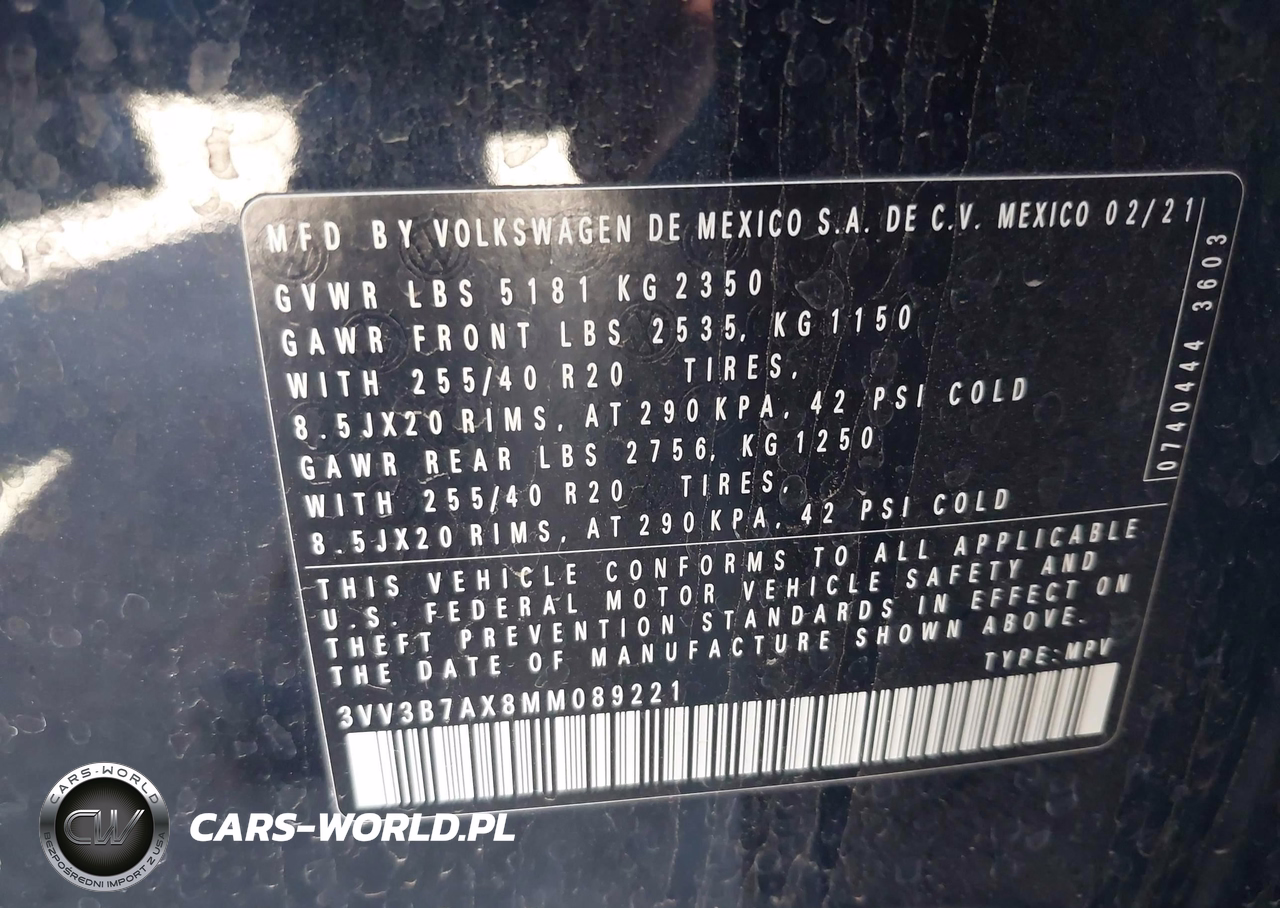 MFD BY VOLKSWAGEN DE MEXICO S.A. DE C.V. MEXICO 02/21
GVWR LBS 5181 KG 2350
GAWR FRONT LBS 2535, KG 1150
WITH 255/40 R20 TIRES,
8.5JX20 RIMS, AT 290 KPA, 42 PSI COLD
GAWR REAR LBS 2756, KG 1250
WITH 255/40 R20 TIRES,
8.5JX20 RIMS, AT 290 KPA, 42 PSI COLD
0740444 3603
THIS VEHICLE CONFORMS TO ALL APPLICABLE
U.S. FEDERAL MOTOR VEHICLE SAFETY AND
THEFT PREVENTION STANDARDS IN EFFECT ON
THE DATE OF MANUFACTURE SHOWN ABOVE.
TYPE: MPV
3VV3B7AX8MM089221
CARS-WORLD
CW
BEZPOŚREDNI IMPORT Z USA
CARS-WORLD.PL